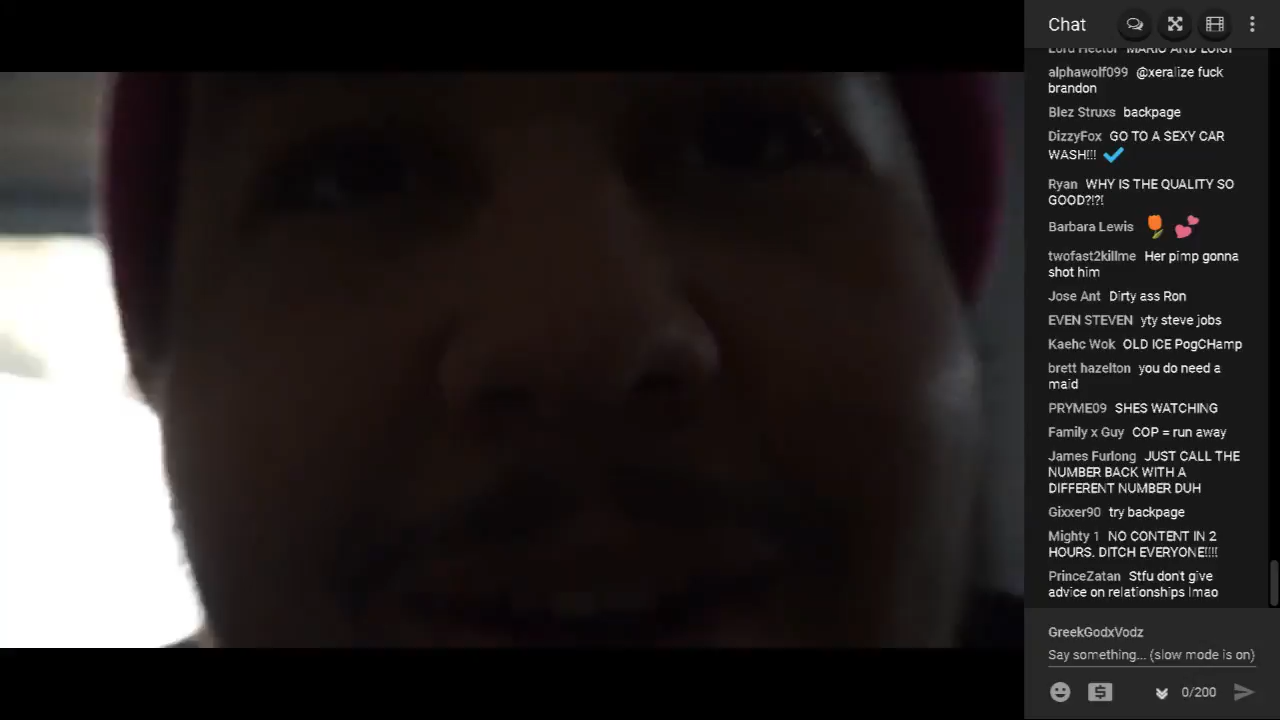 Chat
Lord Hector MARIO AND LUIGI
alphawolf099 @xeralize fuck
brandon
Blez Struxs backpage
DizzyFox GO TO A SEXY CAR
WASH!!!
Ryan WHY IS THE QUALITY SO
GOOD?!?!
Barbara Lewis
twofast2killme Her pimp gonna
shot him
Jose Ant Dirty ass Ron
EVEN STEVEN yty steve jobs
Kaehc Wok OLD ICE PogCHamp
brett hazelton you do need a
maid
PRYME09 SHES WATCHING
Family x Guy COP = run away
James Furlong JUST CALL THE
NUMBER BACK WITH A
DIFFERENT NUMBER DUH
Gixxer90 try backpage
Mighty 1 NO CONTENT IN 2
HOURS. DITCH EVERYONE!!!!
PrinceZatan Stfu don't give
advice on relationships lmao
GreekGodxVodz
Say something... (slow mode is on)
0/200